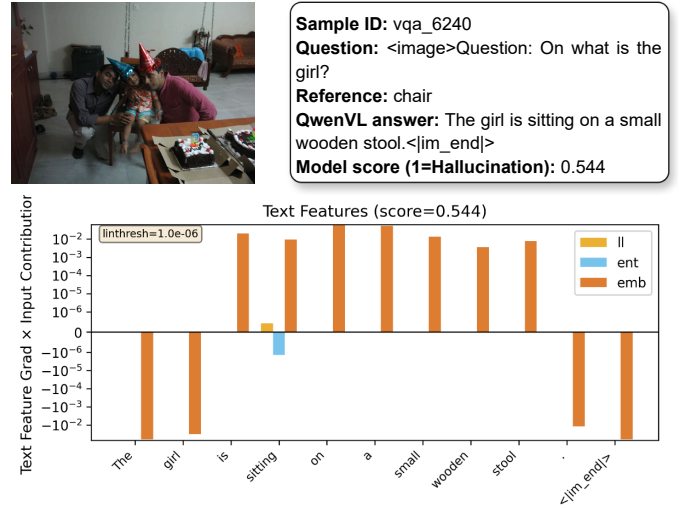 Sample ID: vqa_6240
Question: <image>Question: On what is the
girl?
Reference: chair
QwenVL answer: The girl is sitting on a small
wooden stool.<|im_end|>
Model score (1=Hallucination): 0.544
Text Features (score=0.544)
linthresh=1.0e-06
ll
ent
emb
Text Feature Grad × Input Contribution
10⁻²
10⁻³
10⁻⁴
10⁻⁵
10⁻⁶
0
−10⁻⁶
−10⁻⁵
−10⁻⁴
−10⁻³
−10⁻²
The
girl
is
sitting
on
a
small
wooden
stool
.
<|im_end|>